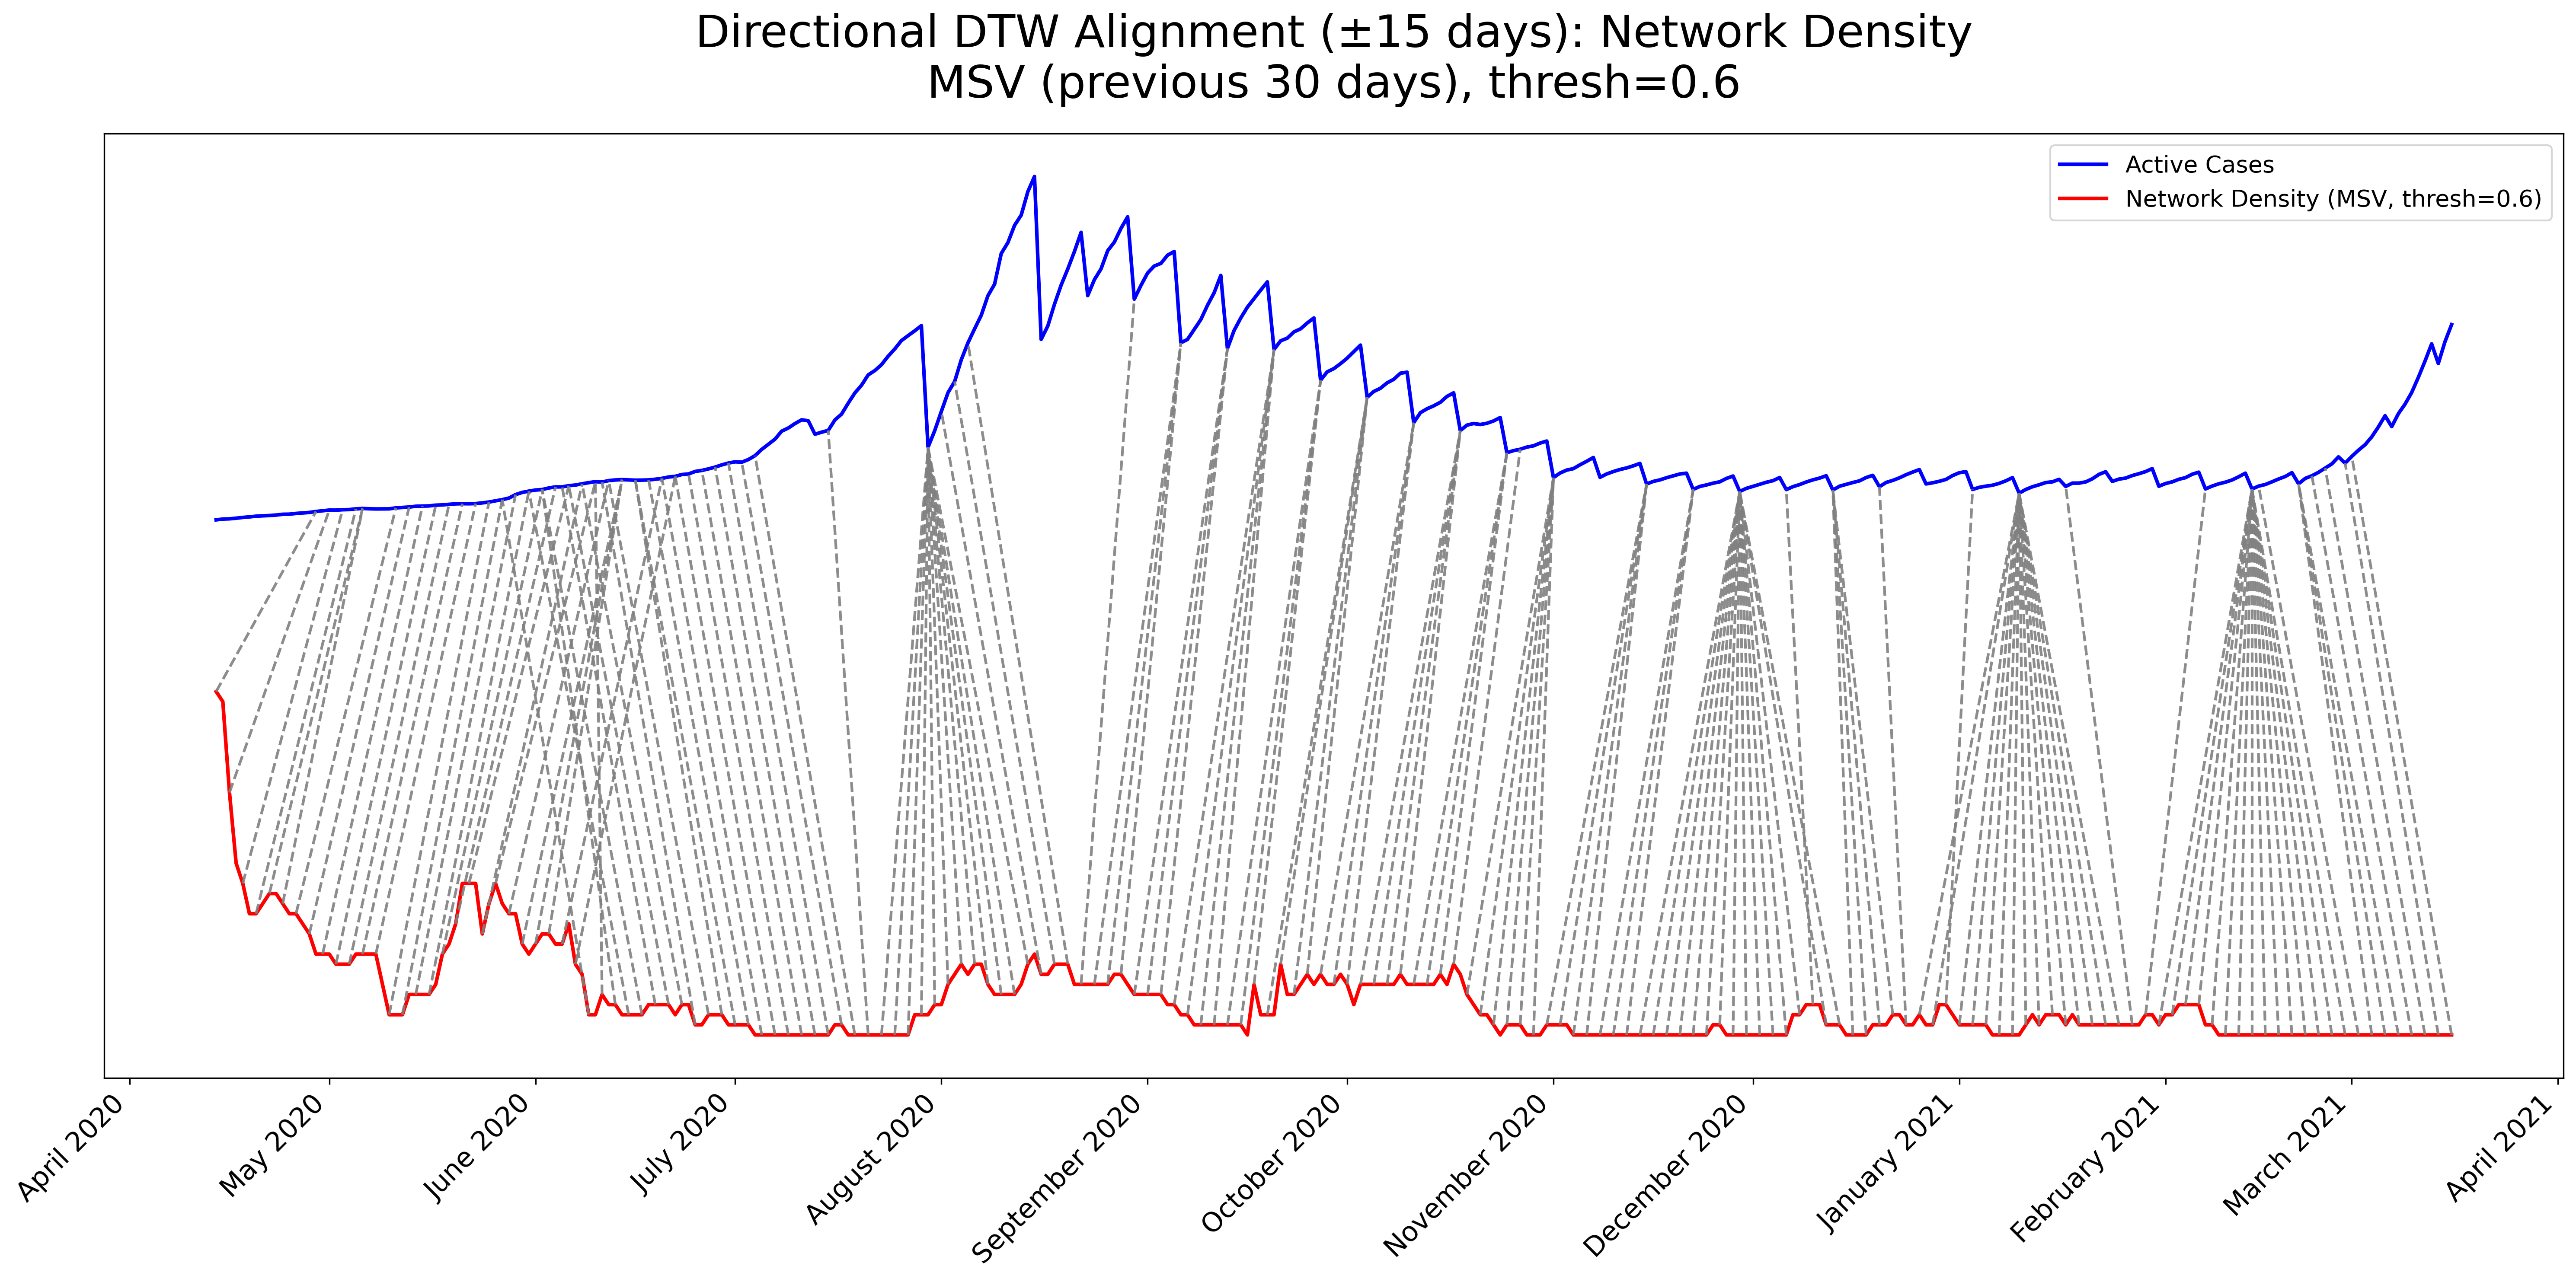 Directional DTW Alignment (±15 days): Network Density
MSV (previous 30 days), thresh=0.6
Active Cases
Network Density (MSV, thresh=0.6)
April 2020
May 2020
June 2020
July 2020
August 2020
September 2020
October 2020
November 2020
December 2020
January 2021
February 2021
March 2021
April 2021